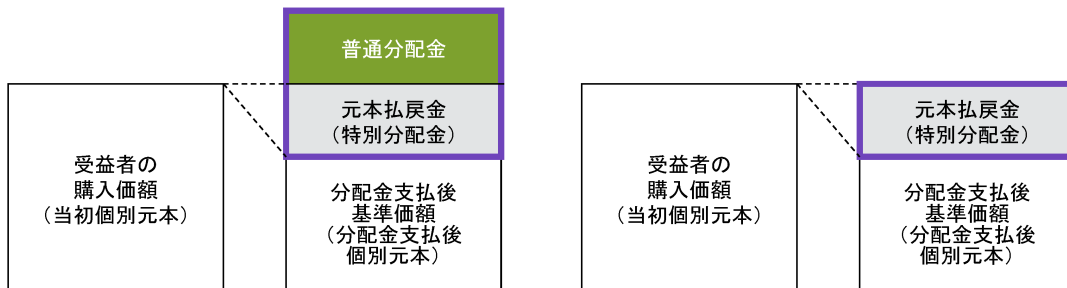 普通分配金
元本払戻金
（特別分配金）
受益者の
購入価額
（当初個別元本）
分配金支払後
基準価額
（分配金支払後
個別元本）
元本払戻金
（特別分配金）
受益者の
購入価額
（当初個別元本）
分配金支払後
基準価額
（分配金支払後
個別元本）